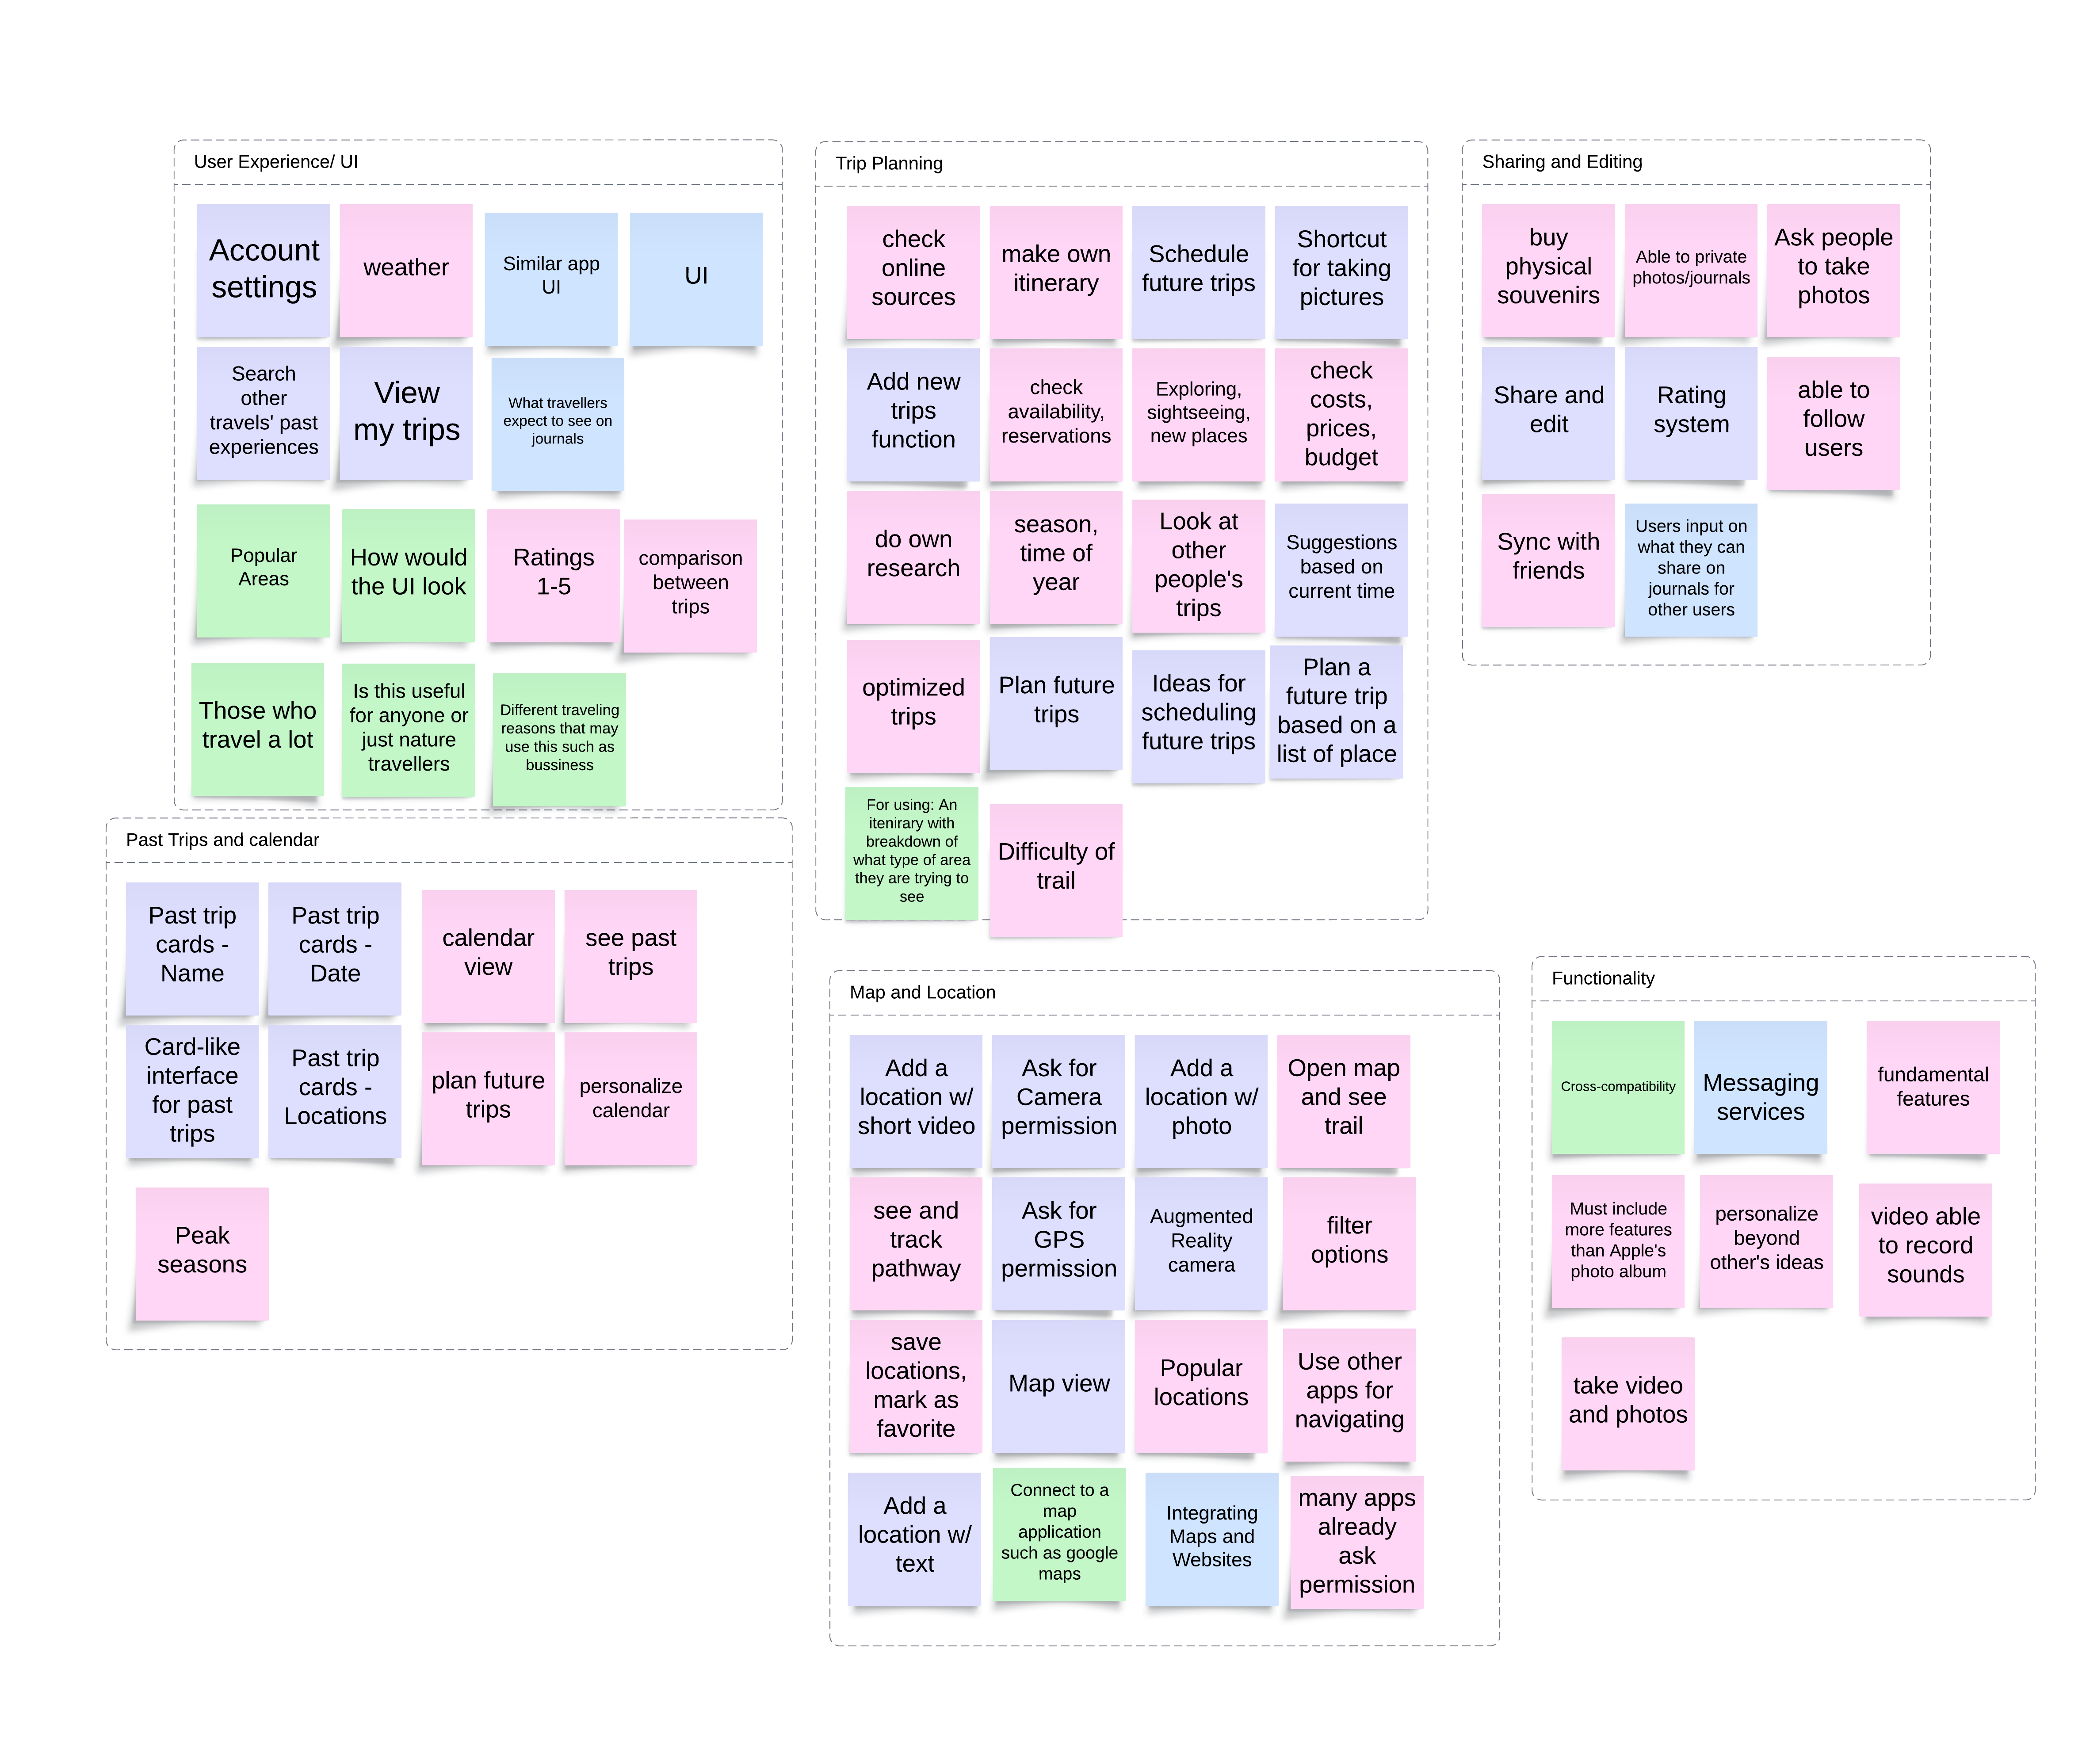 User Experience/ UI
Account
settings
weather
Similar app
UI
UI
Search
other
travels' past
experiences
View
my trips
What travellers
expect to see on
journals
Popular
Areas
How would
the UI look
Ratings
1-5
comparison
between
trips
Those who
travel a lot
Is this useful
for anyone or
just nature
travellers
Different traveling
reasons that may
use this such as
bussiness
Trip Planning
check
online
sources
make own
itinerary
Schedule
future trips
Shortcut
for taking
pictures
Add new
trips
function
check
availability,
reservations
Exploring,
sightseeing,
new places
check
costs,
prices,
budget
do own
research
season,
time of
year
Look at
other
people's
trips
Suggestions
based on
current time
optimized
trips
Plan future
trips
Ideas for
scheduling
future trips
Plan a
future trip
based on a
list of place
For using: An
itenirary with
breakdown of
what type of area
they are trying to
see
Difficulty of
trail
Sharing and Editing
buy
physical
souvenirs
Able to private
photos/journals
Ask people
to take
photos
Share and
edit
Rating
system
able to
follow
users
Sync with
friends
Users input on
what they can
share on
journals for
other users
Past Trips and calendar
Past trip
cards -
Name
Past trip
cards -
Date
calendar
view
see past
trips
Card-like
interface
for past
trips
Past trip
cards -
Locations
plan future
trips
personalize
calendar
Peak
seasons
Map and Location
Add a
location w/
short video
Ask for
Camera
permission
Add a
location w/
photo
Open map
and see
trail
see and
track
pathway
Ask for
GPS
permission
Augmented
Reality
camera
filter
options
save
locations,
mark as
favorite
Map view
Popular
locations
Use other
apps for
navigating
Add a
location w/
text
Connect to a
map
application
such as google
maps
Integrating
Maps and
Websites
many apps
already
ask
permission
Functionality
Cross-compatibility
Messaging
services
fundamental
features
Must include
more features
than Apple's
photo album
personalize
beyond
other's ideas
video able
to record
sounds
take video
and photos